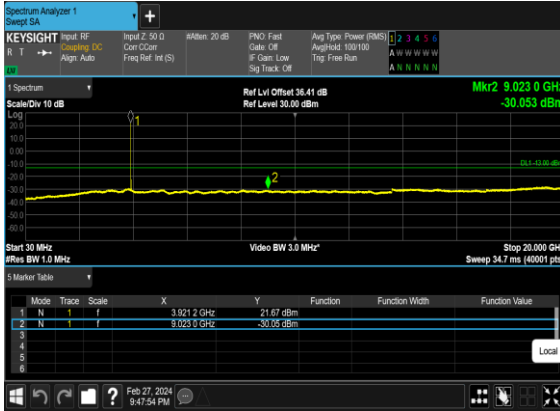 Spectrum Analyzer 1
Swept SA
+
KEYSIGHT Input: RF Input Z: 50 Ω #Atten: 20 dB PNO: Fast Avg Type: Power (RMS) 1 2 3 4 5 6
R T Coupling: DC Corr CCorr Gate: Off Avg|Hold: 100/100 A W W W W W
Align: Auto Freq Ref: Int (S) IF Gain: Low Trig: Free Run
Sig Track: Off A N N N N N
1 Spectrum Ref Lvl Offset 36.41 dB Mkr2 9.023 0 GHz
Scale/Div 10 dB Ref Level 30.00 dBm -30.053 dBm
Log
20.0
10.0
0.00
-10.0
-20.0
-30.0
-40.0
-50.0
-60.0
1
2
DL1 -13.00 dBm
Start 30 MHz Video BW 3.0 MHz* Stop 20.000 GH
#Res BW 1.0 MHz Sweep 34.7 ms (40001 pts
5 Marker Table
Mode Trace Scale X Y Function Function Width Function Value
1 N 1 f 3.921 2 GHz 21.67 dBm
2 N 1 f 9.023 0 GHz -30.05 dBm
3
4
5
6
Local
? Feb 27, 2024
9:47:54 PM